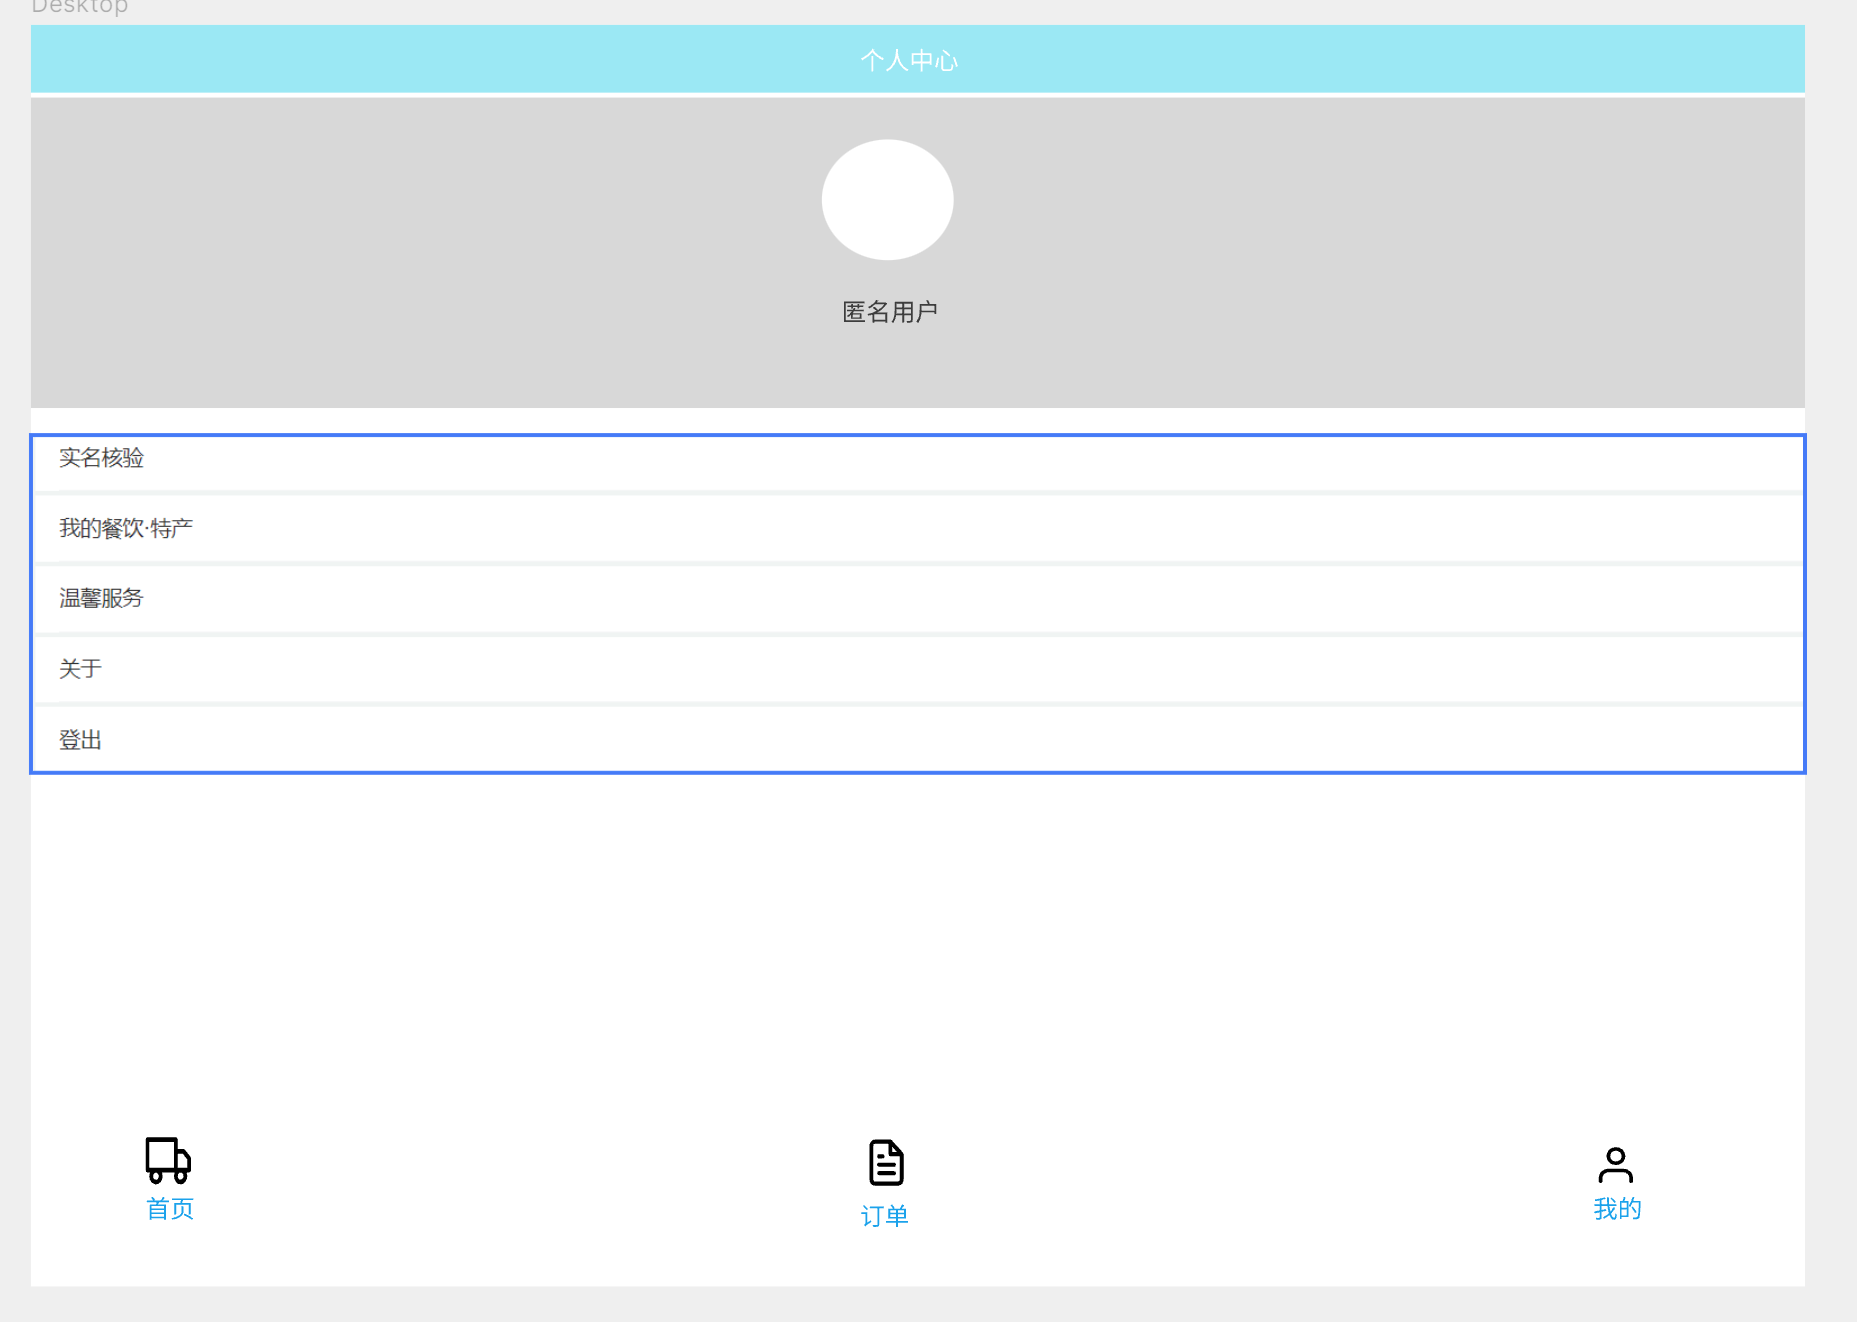 Desktop
个人中心
匿名用户
实名核验
我的餐饮·特产
温馨服务
关于
登出
首页
订单
我的